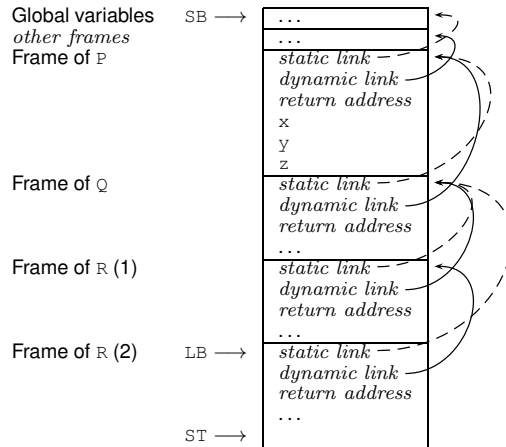 Global variables SB ⟶ ...
other frames ...
Frame of P static link
dynamic link
return address
x
y
z
Frame of Q static link
dynamic link
return address
...
Frame of R (1) static link
dynamic link
return address
...
Frame of R (2) LB ⟶ static link
dynamic link
return address
...
ST ⟶